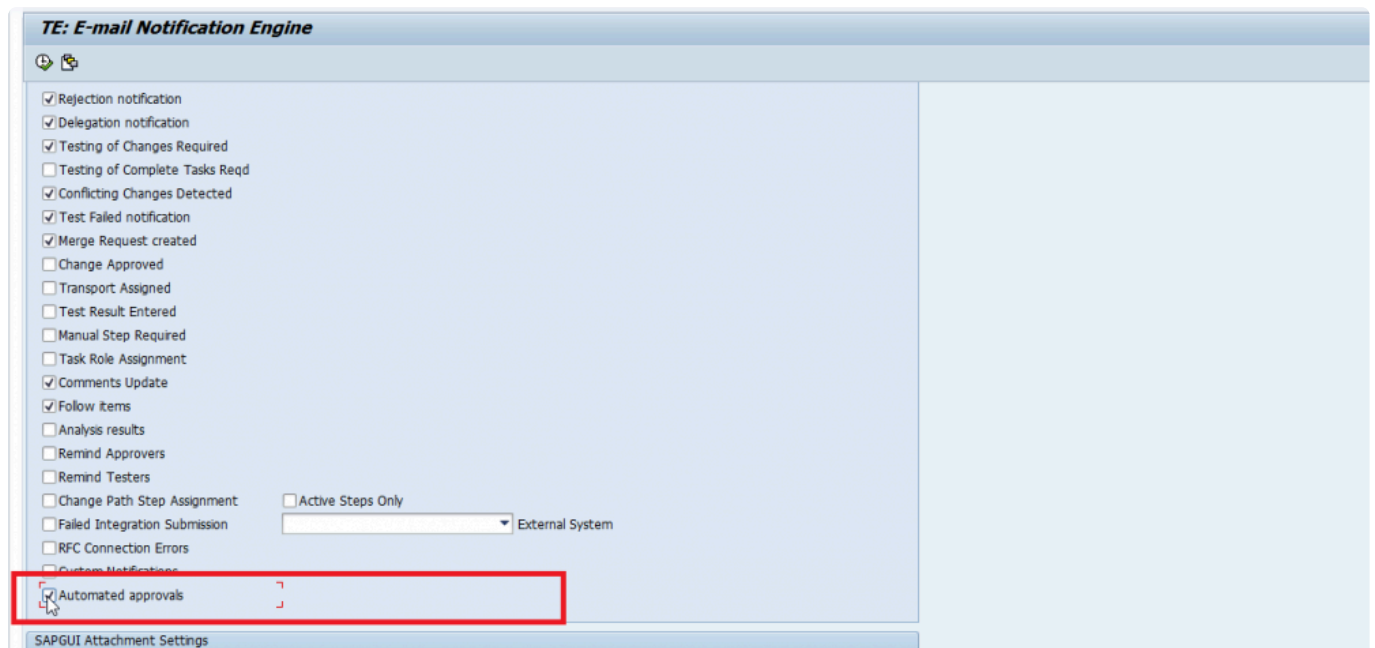 TE: E-mail Notification Engine
Rejection notification
Delegation notification
Testing of Changes Required
Testing of Complete Tasks Reqd
Conflicting Changes Detected
Test Failed notification
Merge Request created
Change Approved
Transport Assigned
Test Result Entered
Manual Step Required
Task Role Assignment
Comments Update
Follow items
Analysis results
Remind Approvers
Remind Testers
Change Path Step Assignment Active Steps Only
Failed Integration Submission External System
RFC Connection Errors
Custom Notifications
Automated approvals
SAPGUI Attachment Settings